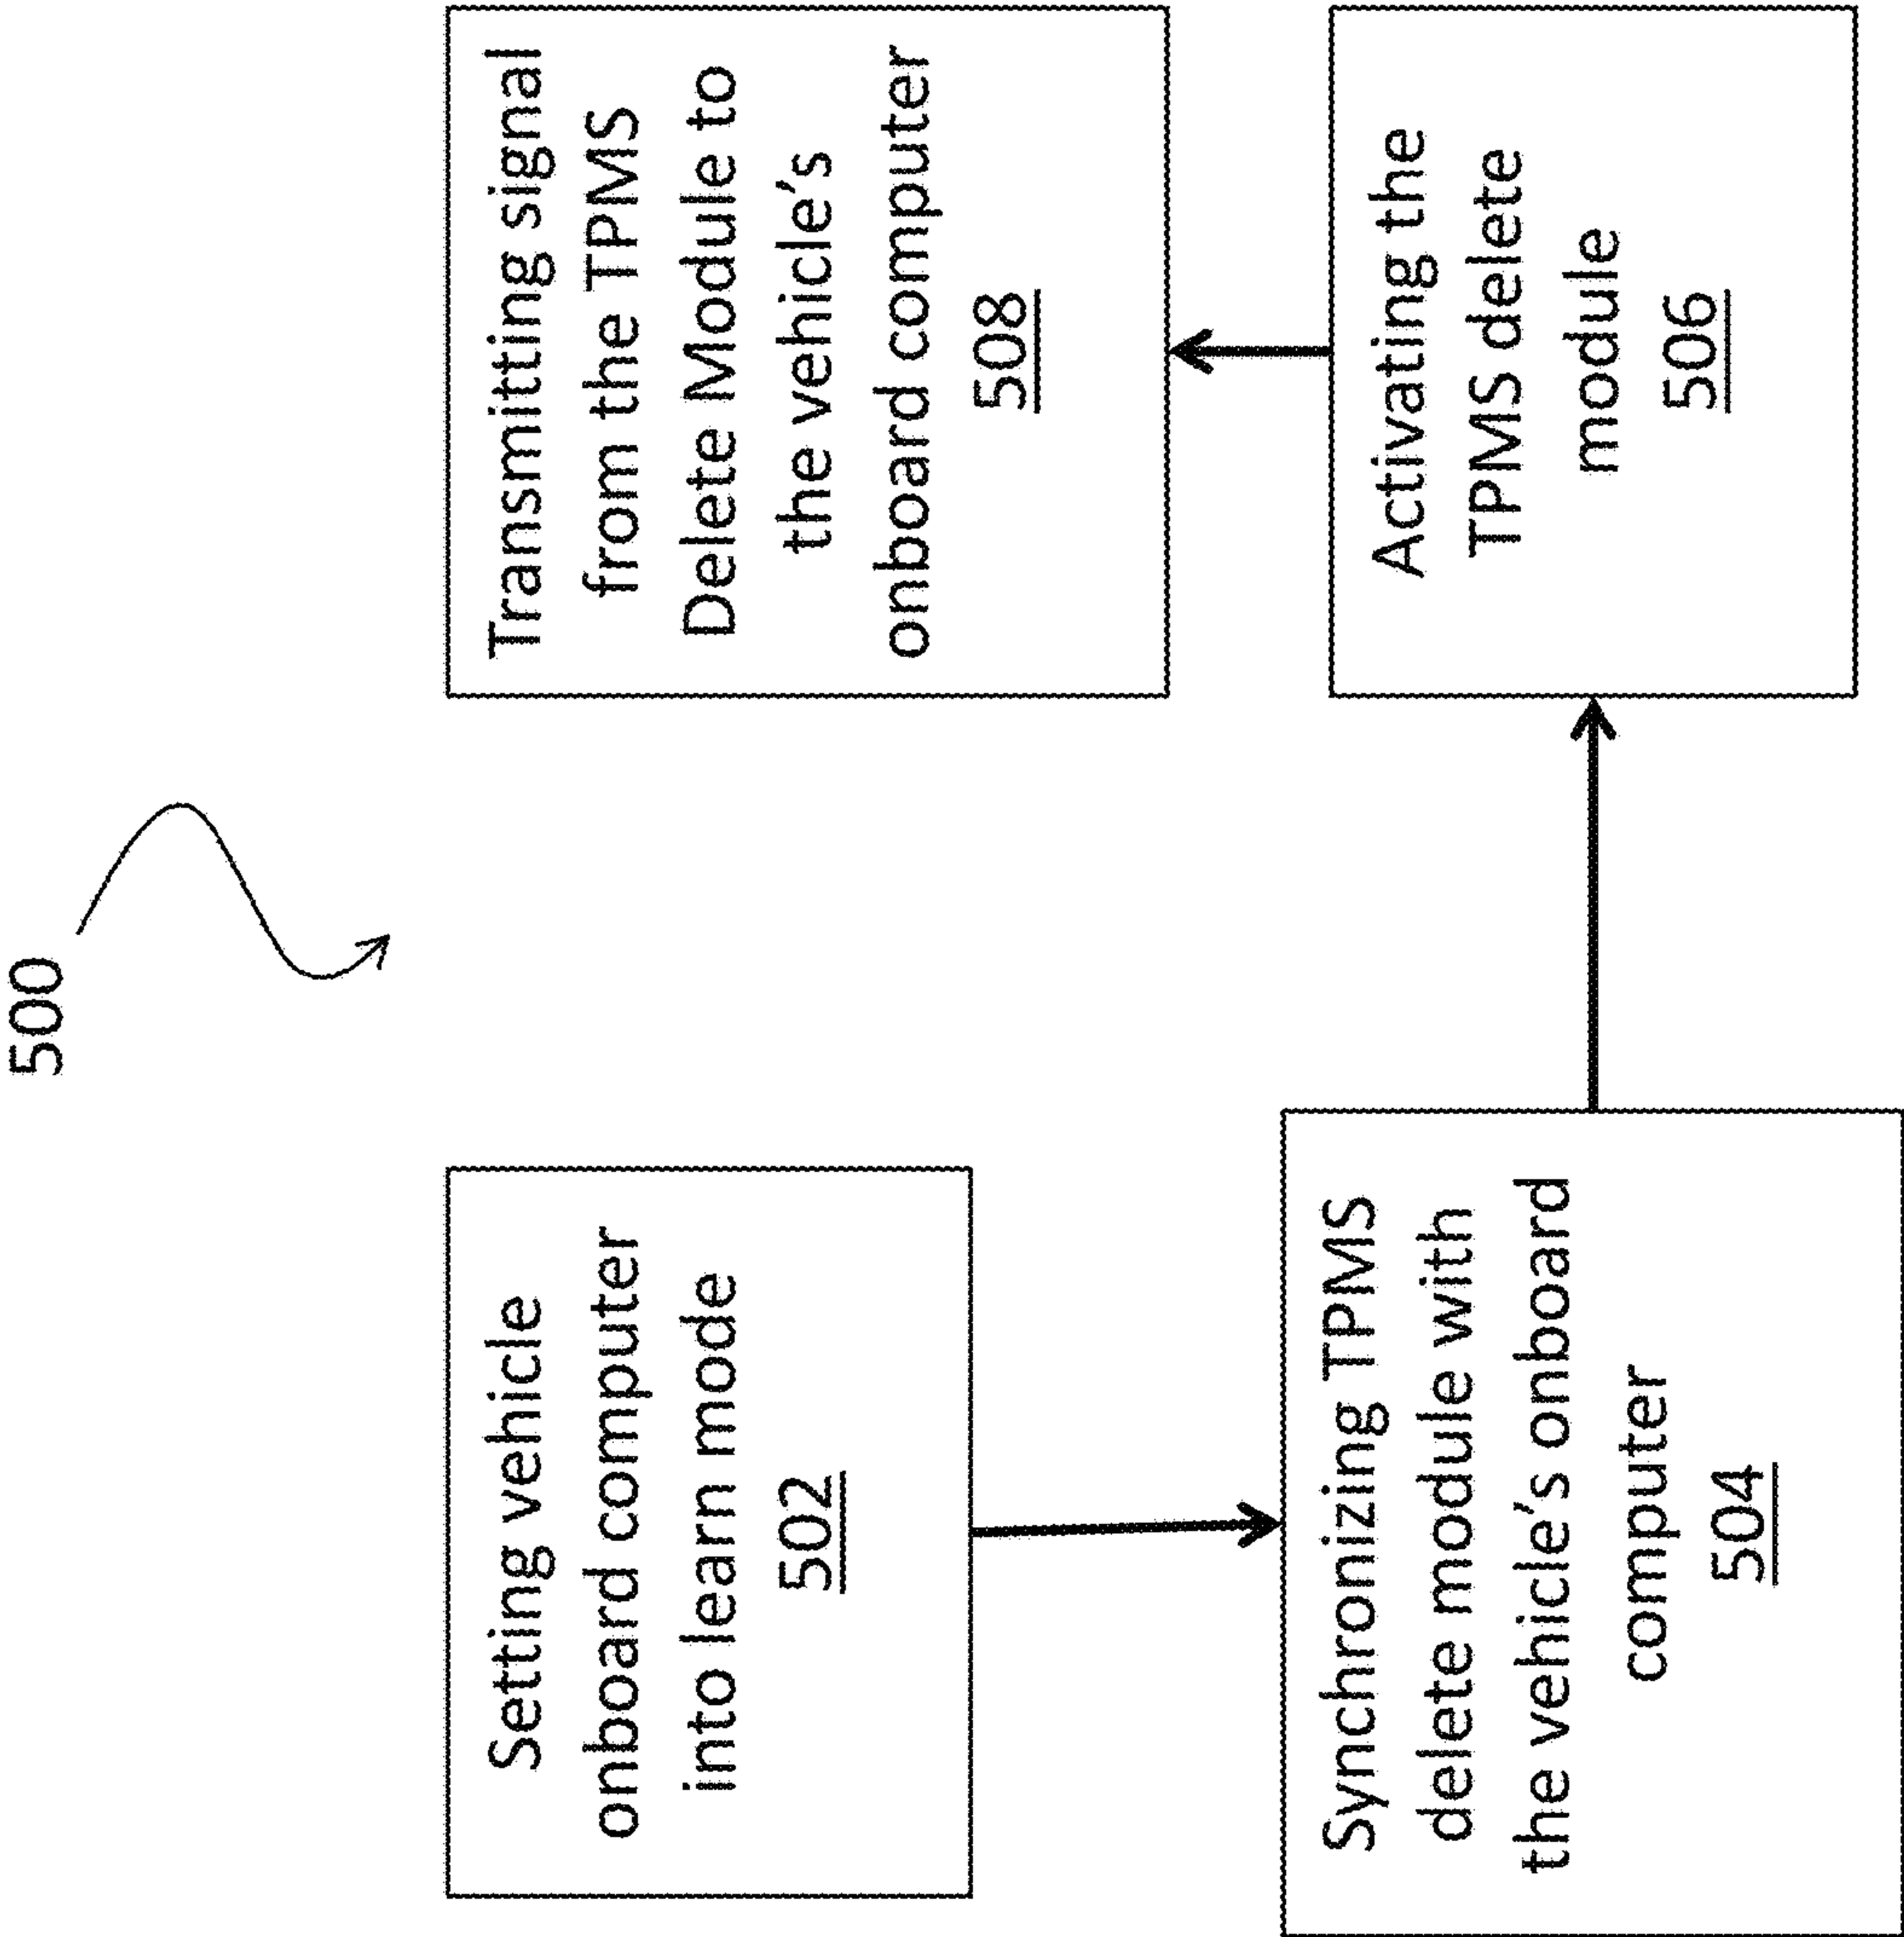 500
Setting vehicle
onboard computer
into learn mode
502
Synchronizing TPMS
delete module with
the vehicle's onboard
computer
504
Activating the
TPMS delete
module
506
Transmitting signal
from the TPMS
Delete Module to
the vehicle's
onboard computer
508